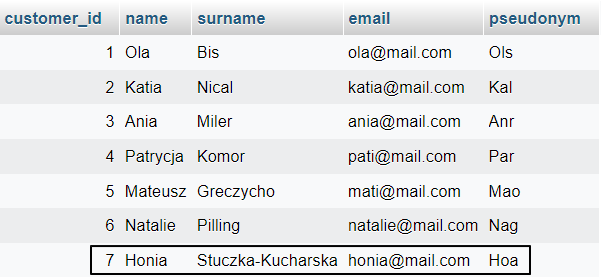 customer_id name surname email pseudonym
1 Ola Bis ola@mail.com Ols
2 Katia Nical katia@mail.com Kal
3 Ania Miler ania@mail.com Anr
4 Patrycja Komor pati@mail.com Par
5 Mateusz Greczycho mati@mail.com Mao
6 Natalie Pilling natalie@mail.com Nag
7 Honia Stuczka-Kucharska honia@mail.com Hoa